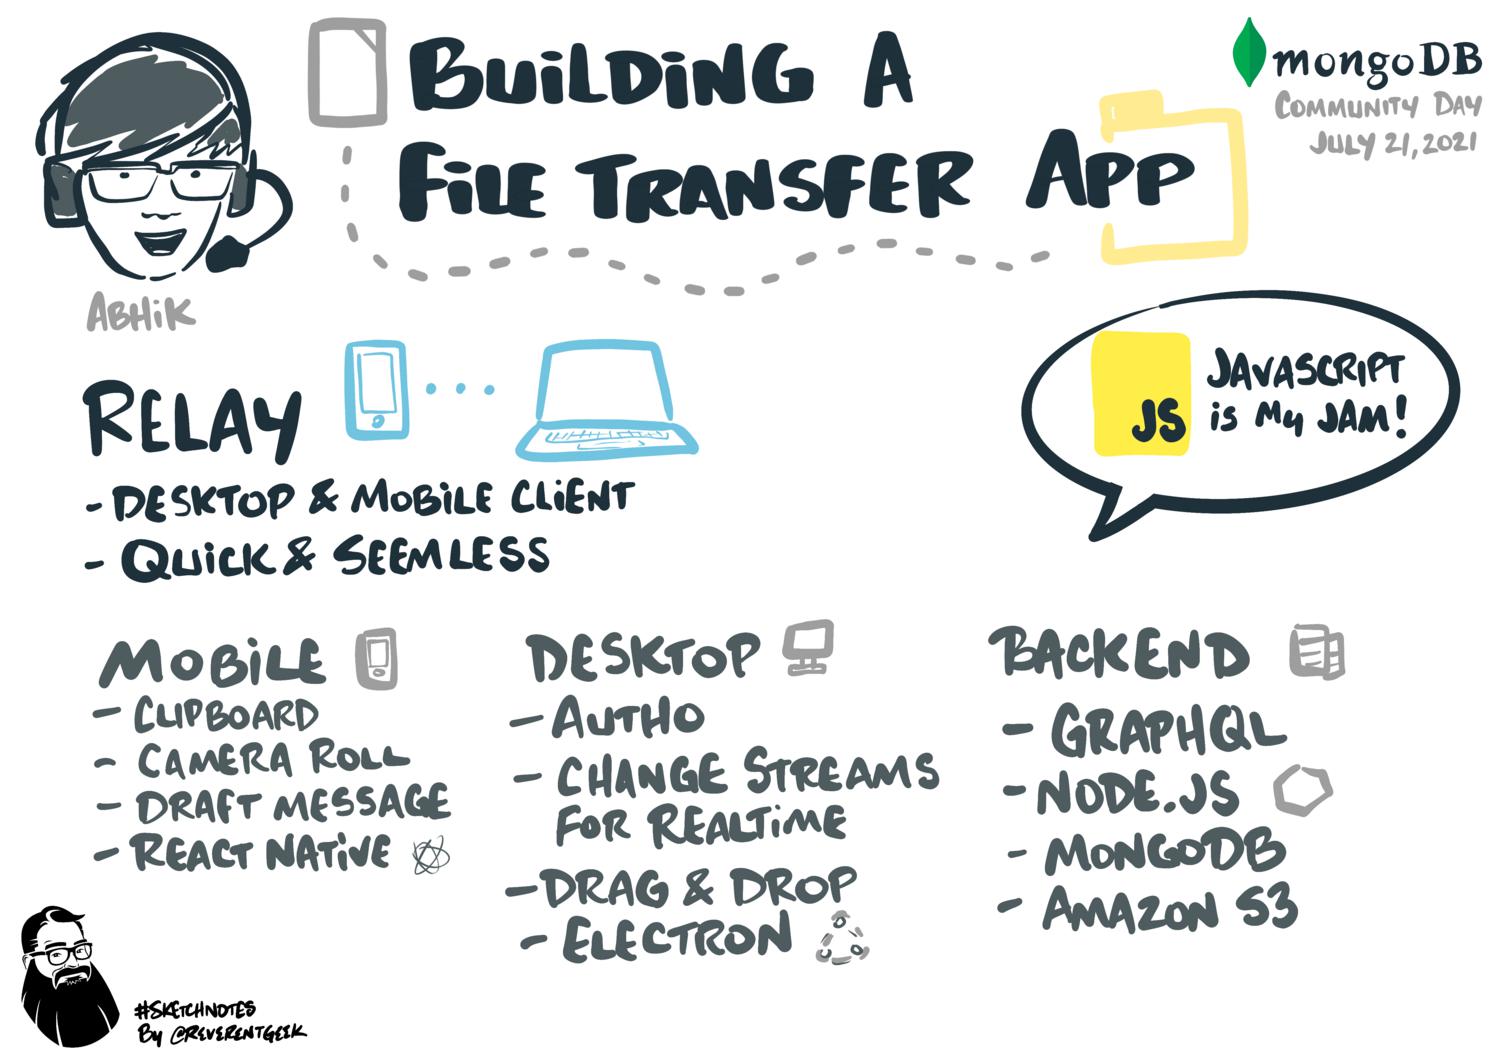 BUiLDiNG A
FiLE TRANSFER APP
mongoDB
COMMUNITY DAY
JULY 21, 2021
ABHiK
JS
JAVASCRIPT
is My JAM!
RELAY
- DESKTOP & MOBILE CLiENT
- QUiCK & SEEMLESS
MOBiLE
- CLIPBOARD
- CAMERA ROLL
- DRAFT MESSAGE
- REACT NATiVE
DESKTOP
- AUTH0
- CHANGE STREAMS
FOR REALTiME
- DRAG & DROP
- ELECTRON
BACKEND
- GRAPHQL
- NODE.JS
- MONGODB
- AMAZON S3
#SKETCHNOTES
By @REVERENTGEEK